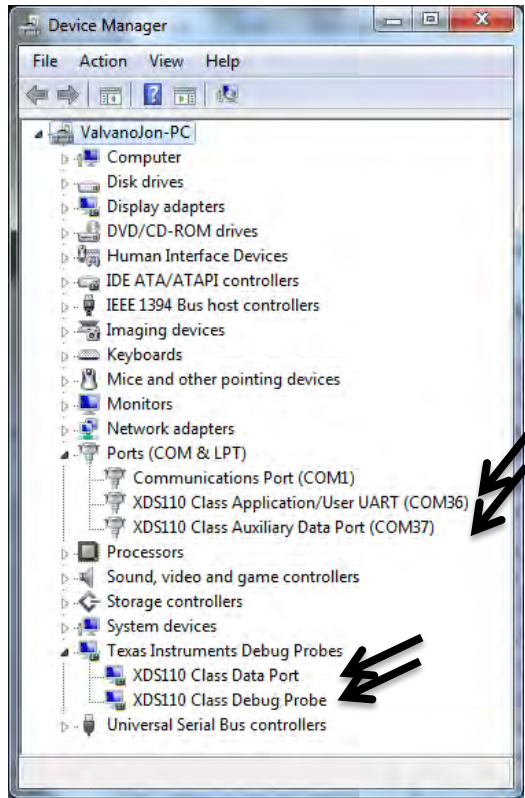 Device Manager
File Action View Help
ValvanoJon-PC
Computer
Disk drives
Display adapters
DVD/CD-ROM drives
Human Interface Devices
IDE ATA/ATAPI controllers
IEEE 1394 Bus host controllers
Imaging devices
Keyboards
Mice and other pointing devices
Monitors
Network adapters
Ports (COM & LPT)
Communications Port (COM1)
XDS110 Class Application/User UART (COM36)
XDS110 Class Auxiliary Data Port (COM37)
Processors
Sound, video and game controllers
Storage controllers
System devices
Texas Instruments Debug Probes
XDS110 Class Data Port
XDS110 Class Debug Probe
Universal Serial Bus controllers